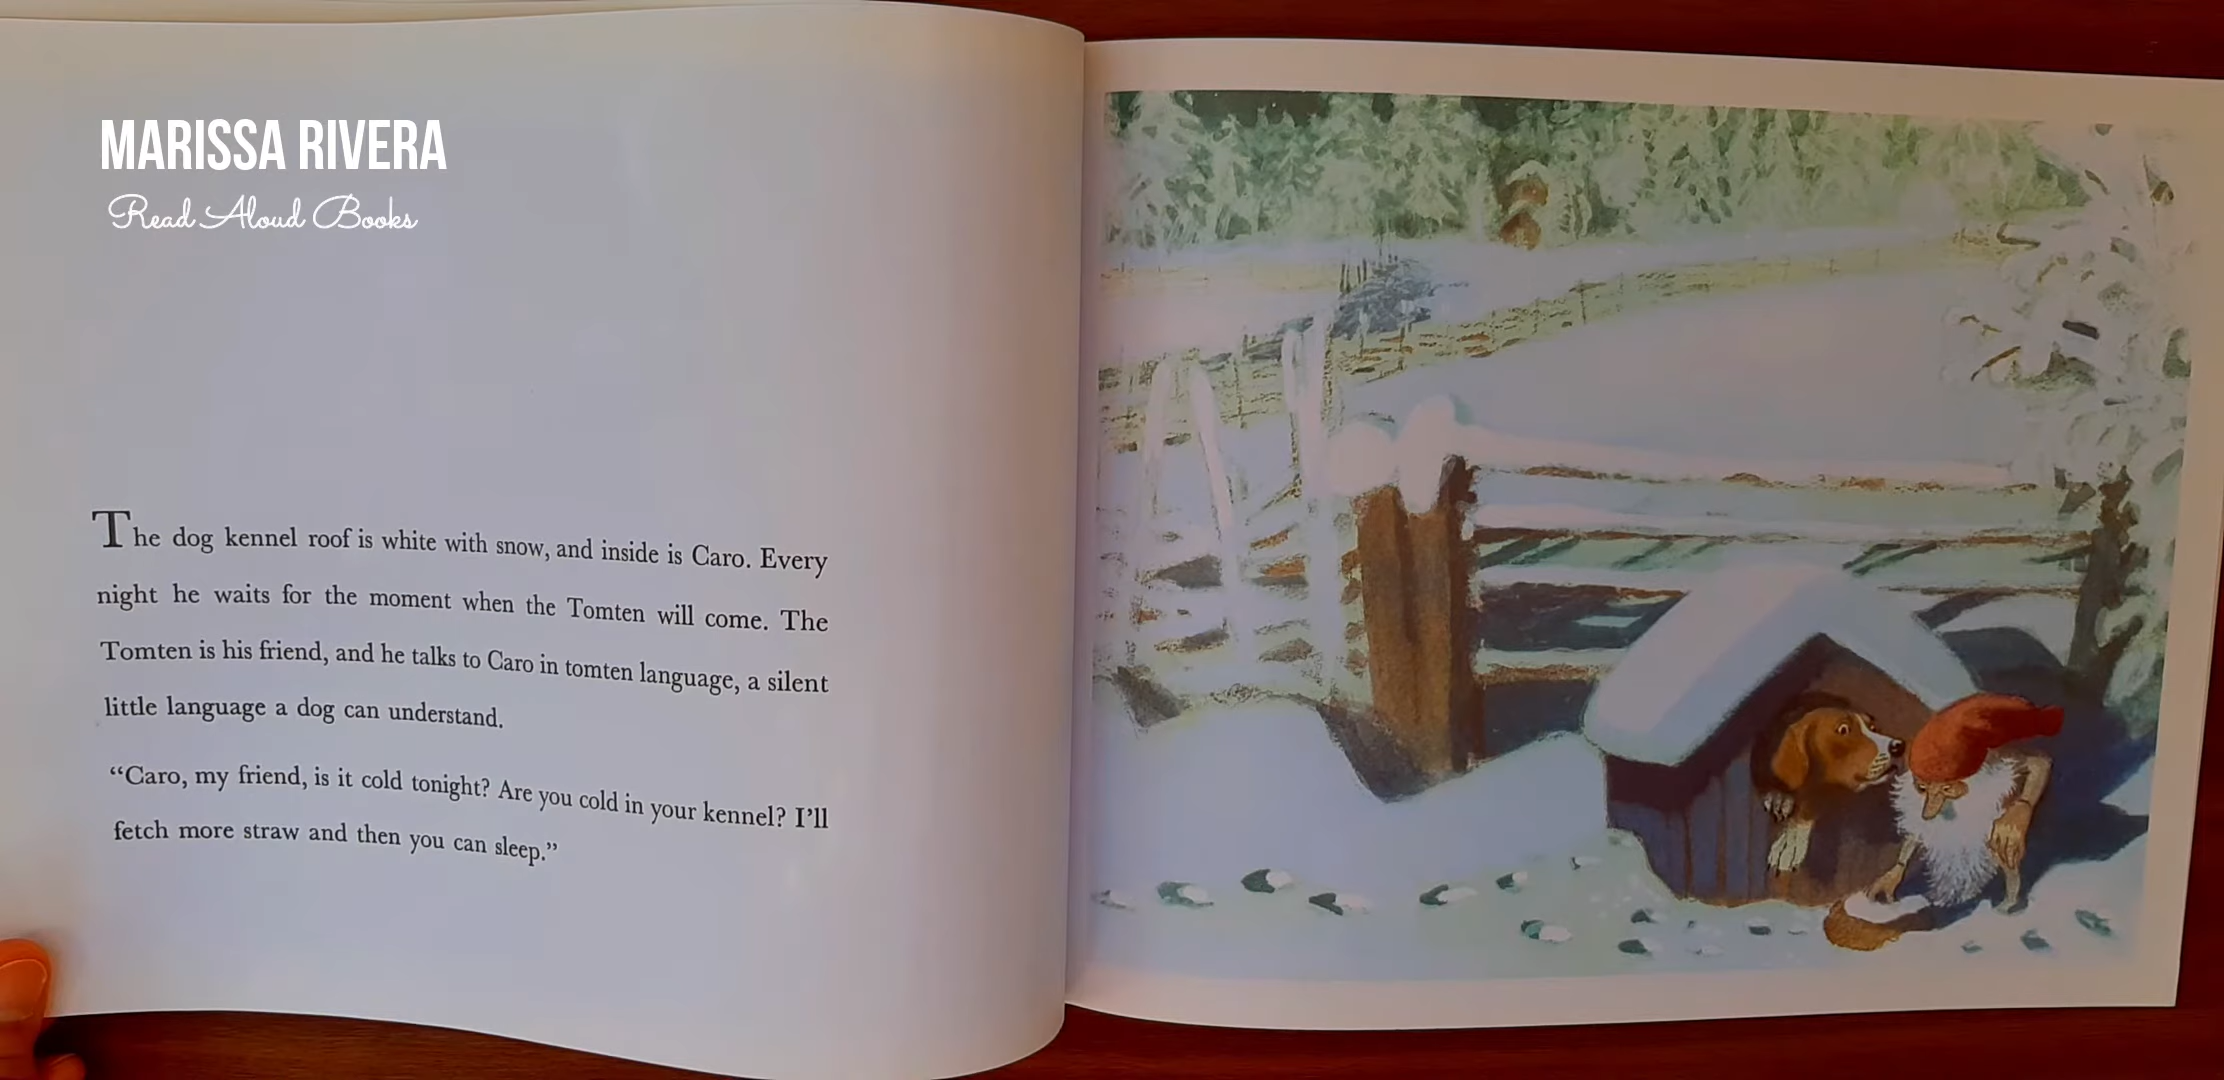 MARISSA RIVERA
Read Aloud Books
The dog kennel roof is white with snow, and inside is Caro. Every
night he waits for the moment when the Tomten will come. The
Tomten is his friend, and he talks to Caro in tomten language, a silent
little language a dog can understand.
“Caro, my friend, is it cold tonight? Are you cold in your kennel? I’ll
fetch more straw and then you can sleep.”